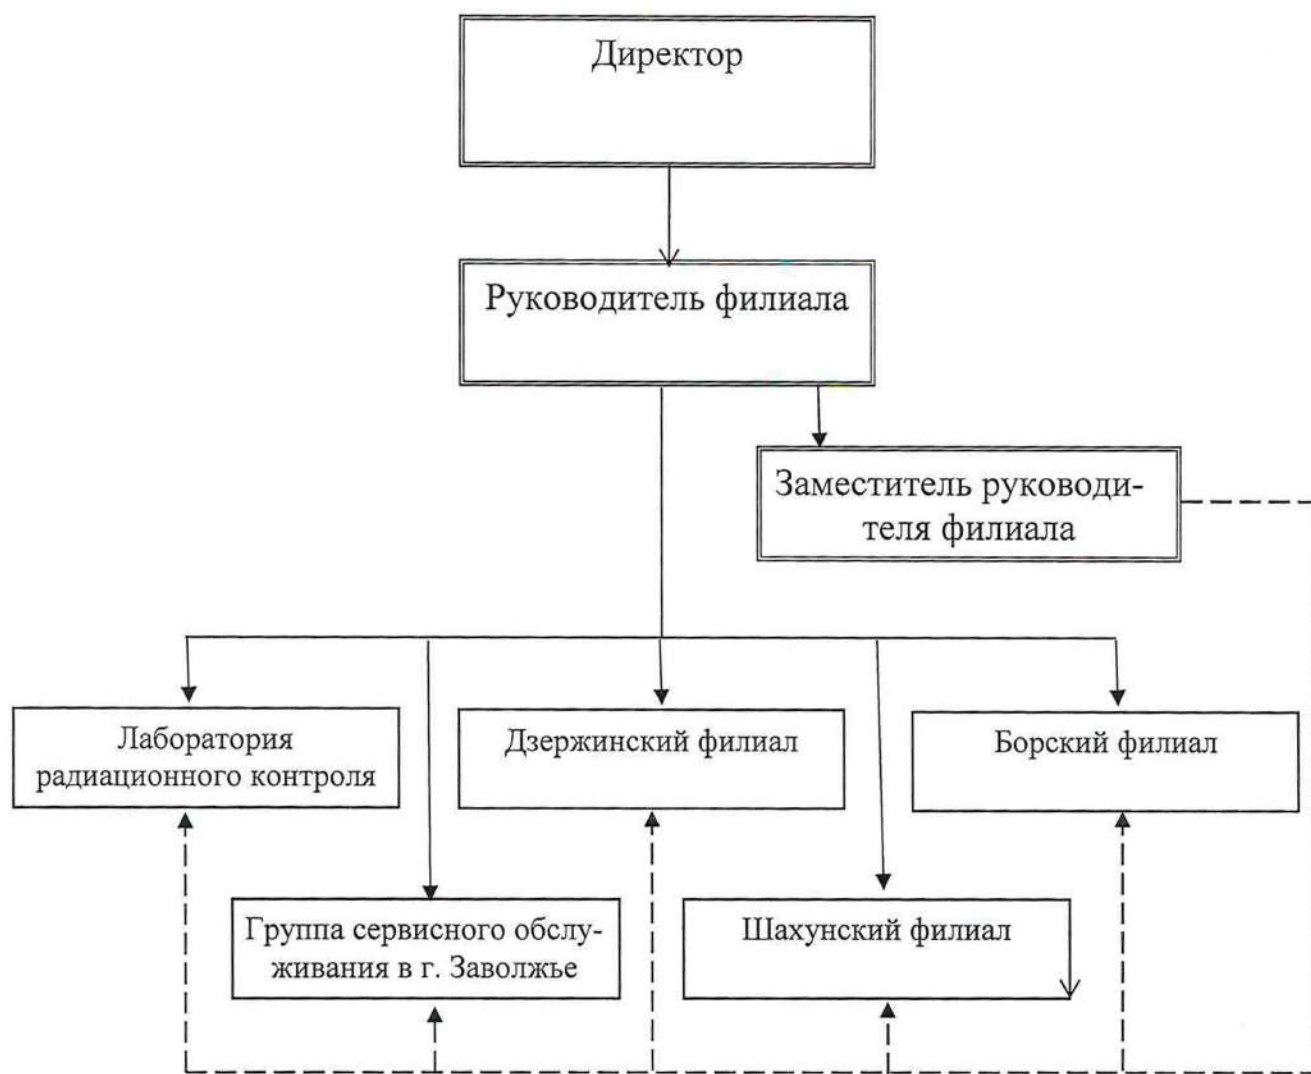 Директор
Руководитель филиала
Заместитель руководи-
теля филиала
Лаборатория
радиационного контроля
Дзержинский филиал
Борский филиал
Группа сервисного обслу-
живания в г. Заволжье
Шахунский филиал